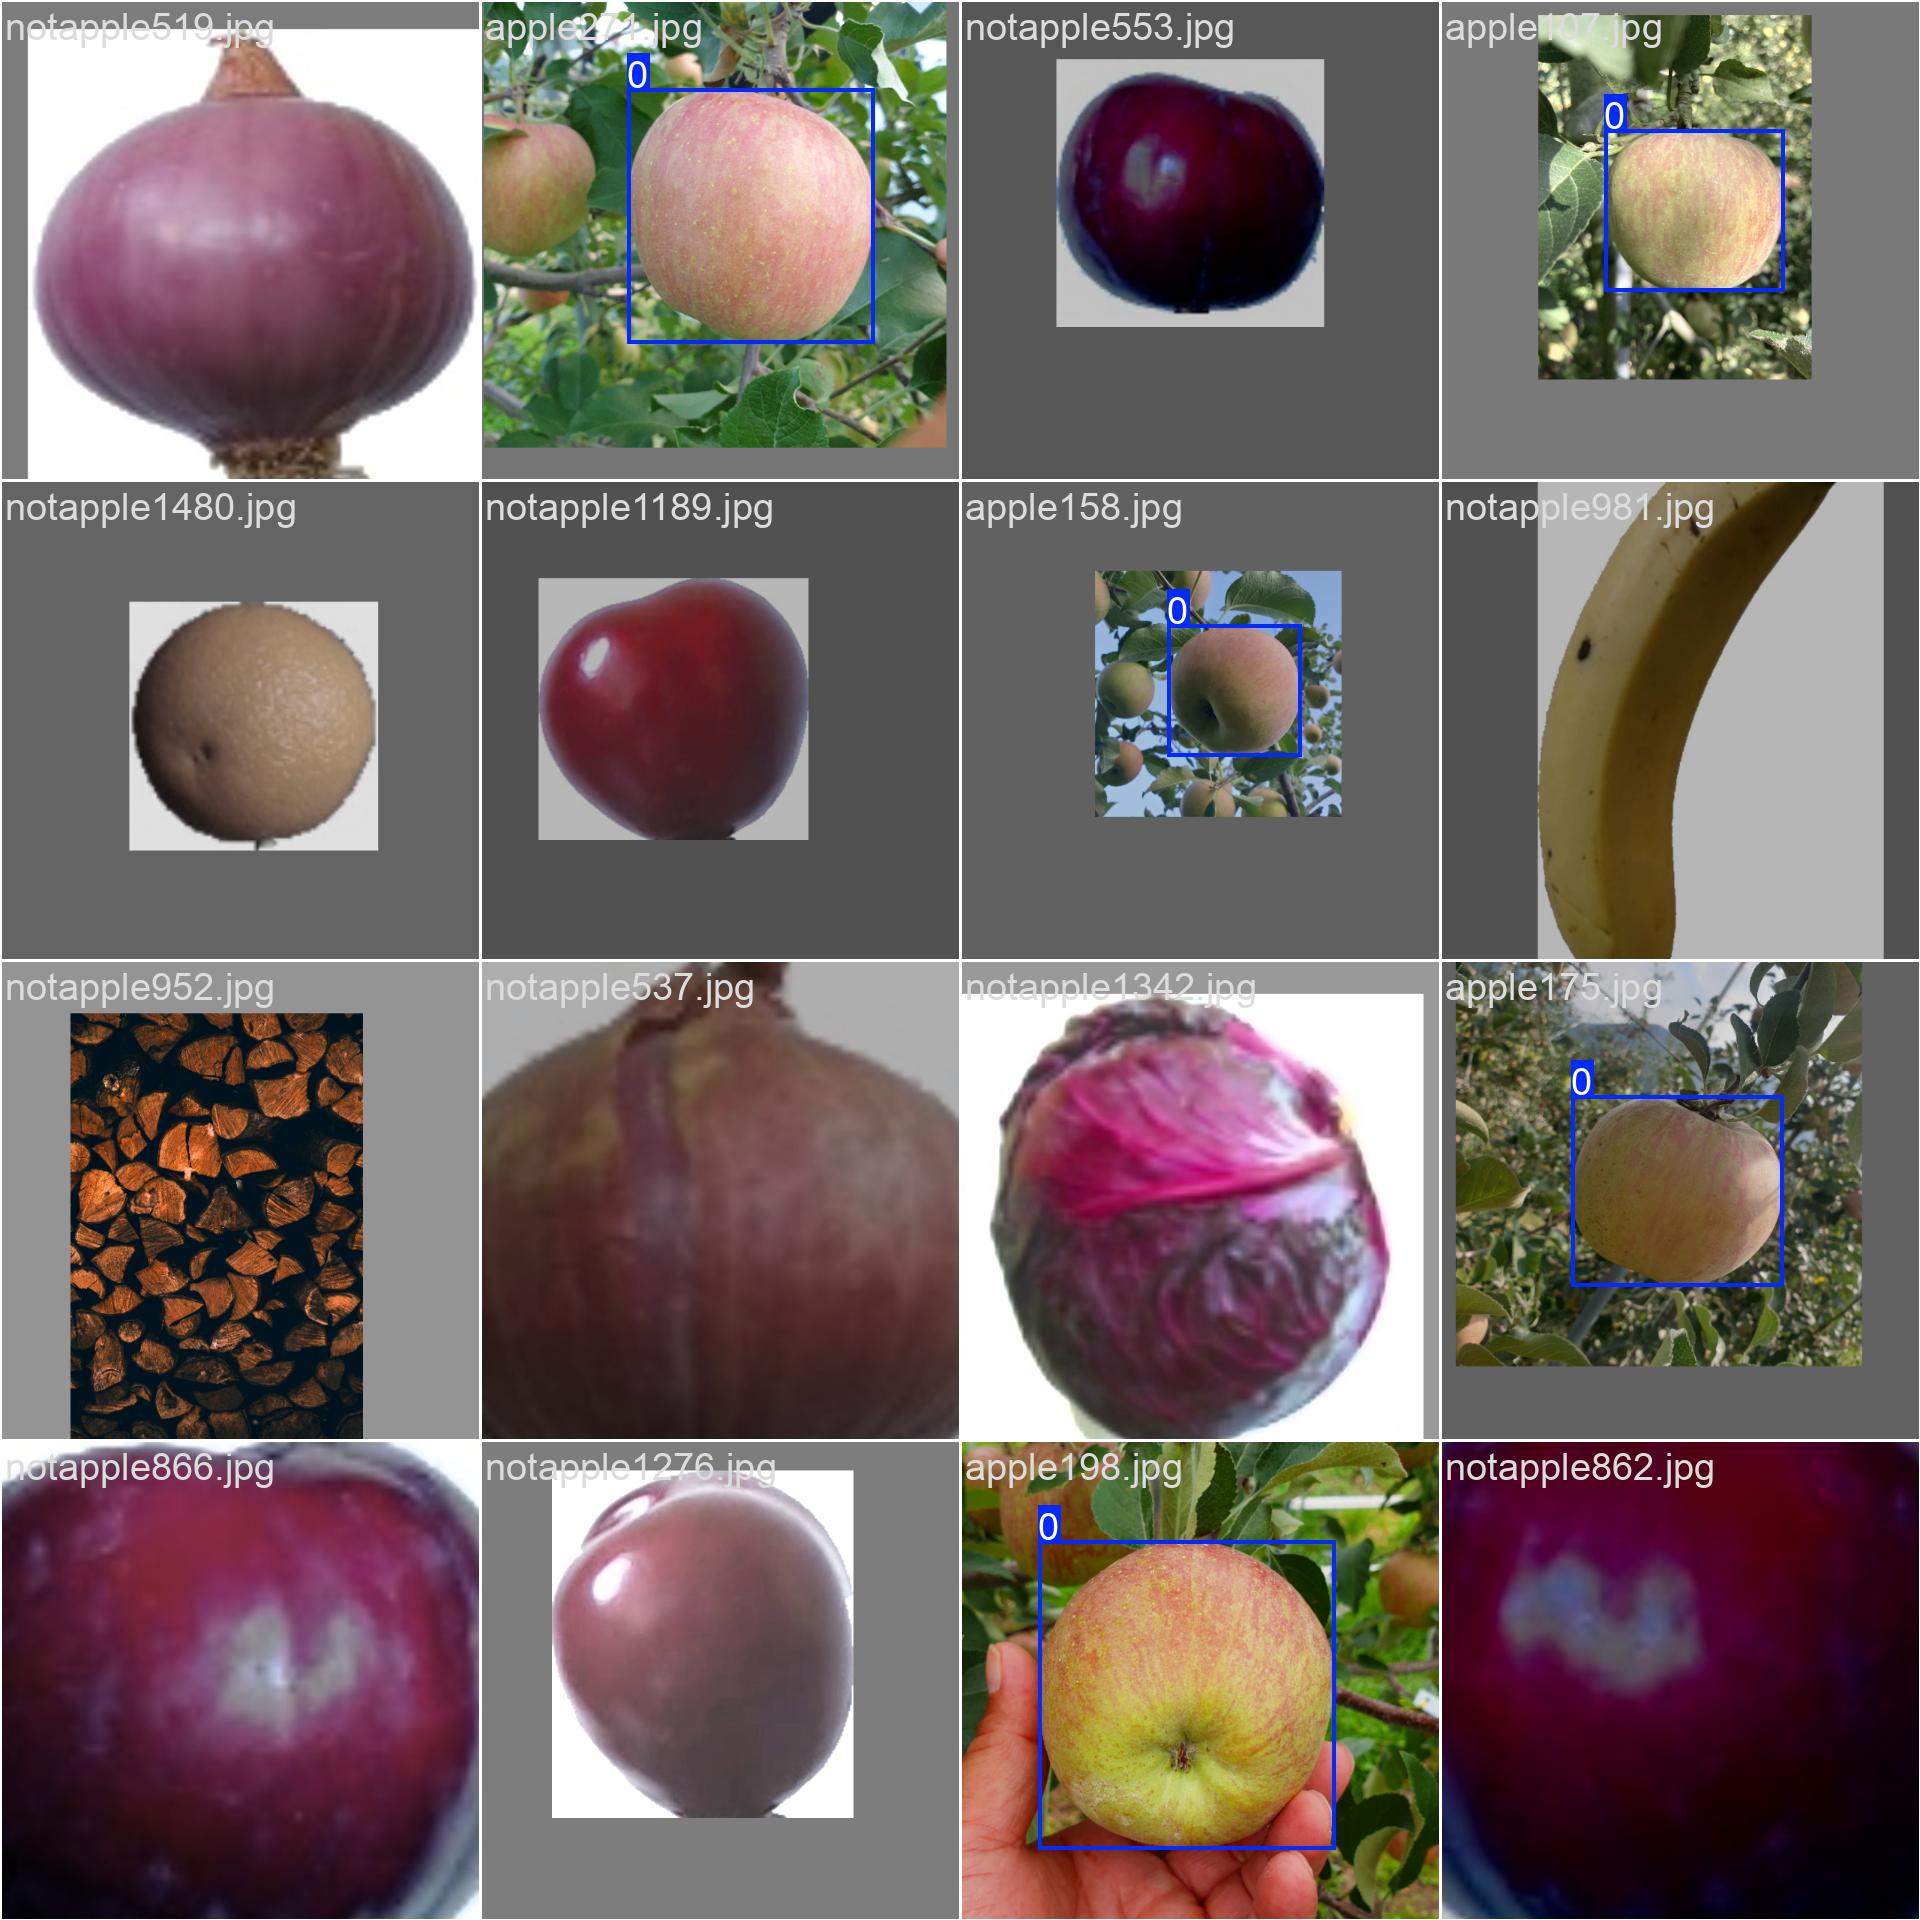 notapple519.jpg
apple271.jpg
0
notapple553.jpg
apple107.jpg
0
notapple1480.jpg
notapple1189.jpg
apple158.jpg
0
notapple981.jpg
notapple952.jpg
notapple537.jpg
notapple1342.jpg
apple175.jpg
0
notapple866.jpg
notapple1276.jpg
apple198.jpg
0
notapple862.jpg